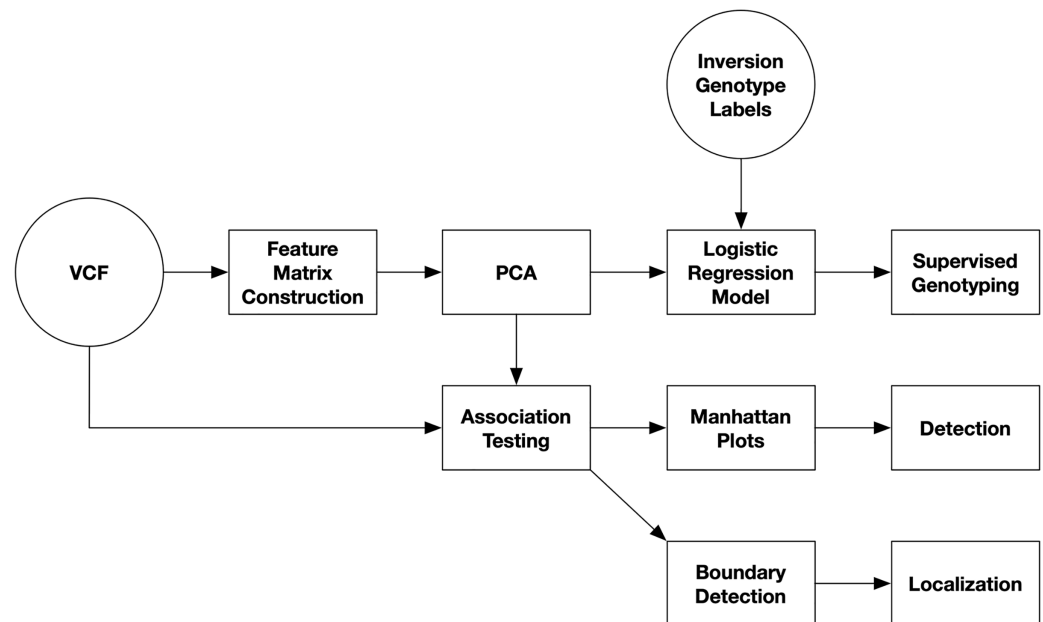 Inversion
Genotype
Labels
VCF
Feature
Matrix
Construction
PCA
Logistic
Regression
Model
Supervised
Genotyping
Association
Testing
Manhattan
Plots
Detection
Boundary
Detection
Localization